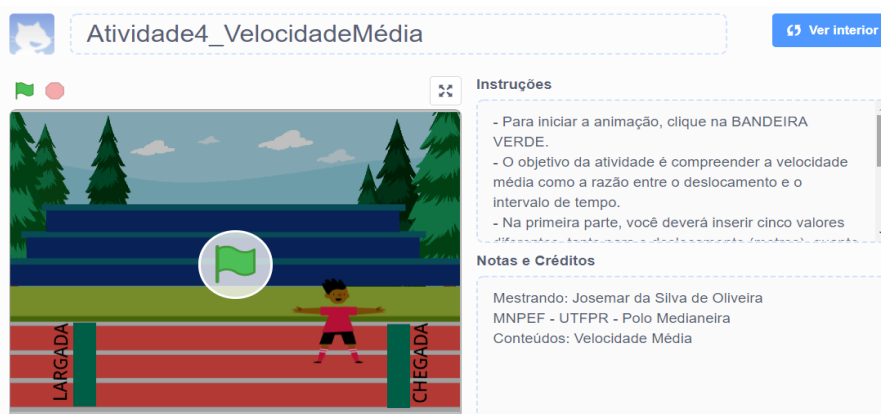 Atividade4_VelocidadeMédia
Ver interior
Instruções
- Para iniciar a animação, clique na BANDEIRA
VERDE.
- O objetivo da atividade é compreender a velocidade
média como a razão entre o deslocamento e o
intervalo de tempo.
- Na primeira parte, você deverá inserir cinco valores
Notas e Créditos
Mestrando: Josemar da Silva de Oliveira
MNPEF - UTFPR - Polo Medianeira
Conteúdos: Velocidade Média
LARGADA
CHEGADA